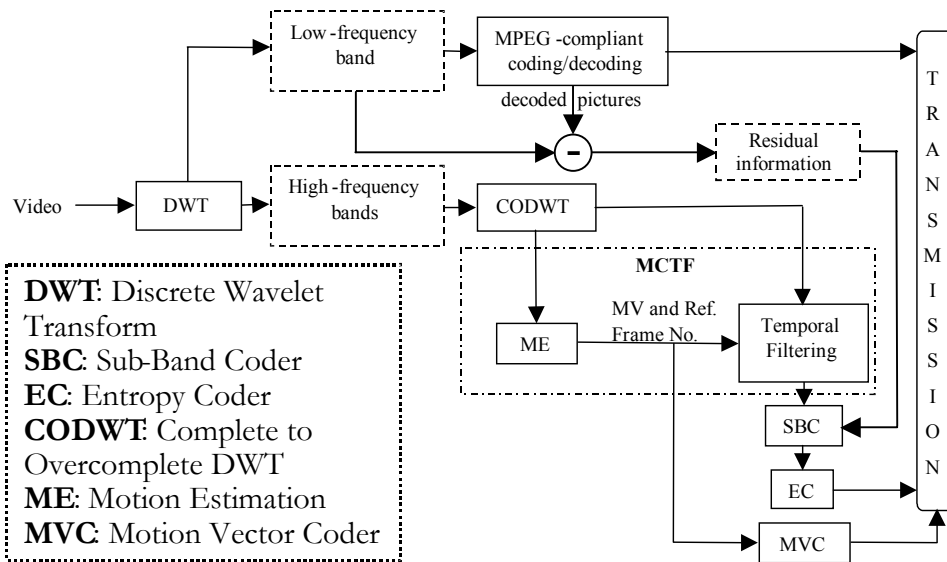 Low-frequency
band
MPEG-compliant
coding/decoding
decoded pictures
-
Residual
information
Video
DWT
High-frequency
bands
CODWT
MCTF
MV and Ref.
Frame No.
ME
Temporal
Filtering
SBC
EC
MVC
TRANSMISSION
DWT: Discrete Wavelet
Transform
SBC: Sub-Band Coder
EC: Entropy Coder
CODWT: Complete to
Overcomplete DWT
ME: Motion Estimation
MVC: Motion Vector Coder